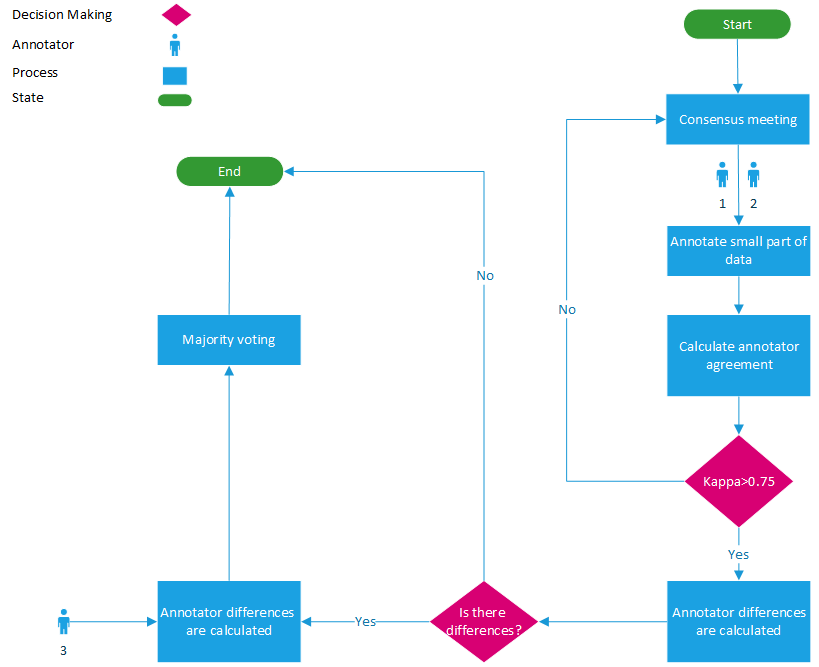 Decision Making
Annotator
Process
State
Start
Consensus meeting
1 2
Annotate small part of
data
Calculate annotator
agreement
Kappa>0.75
No
Yes
Annotator differences
are calculated
Is there
differences?
No
Yes
Annotator differences
are calculated
3
Majority voting
End